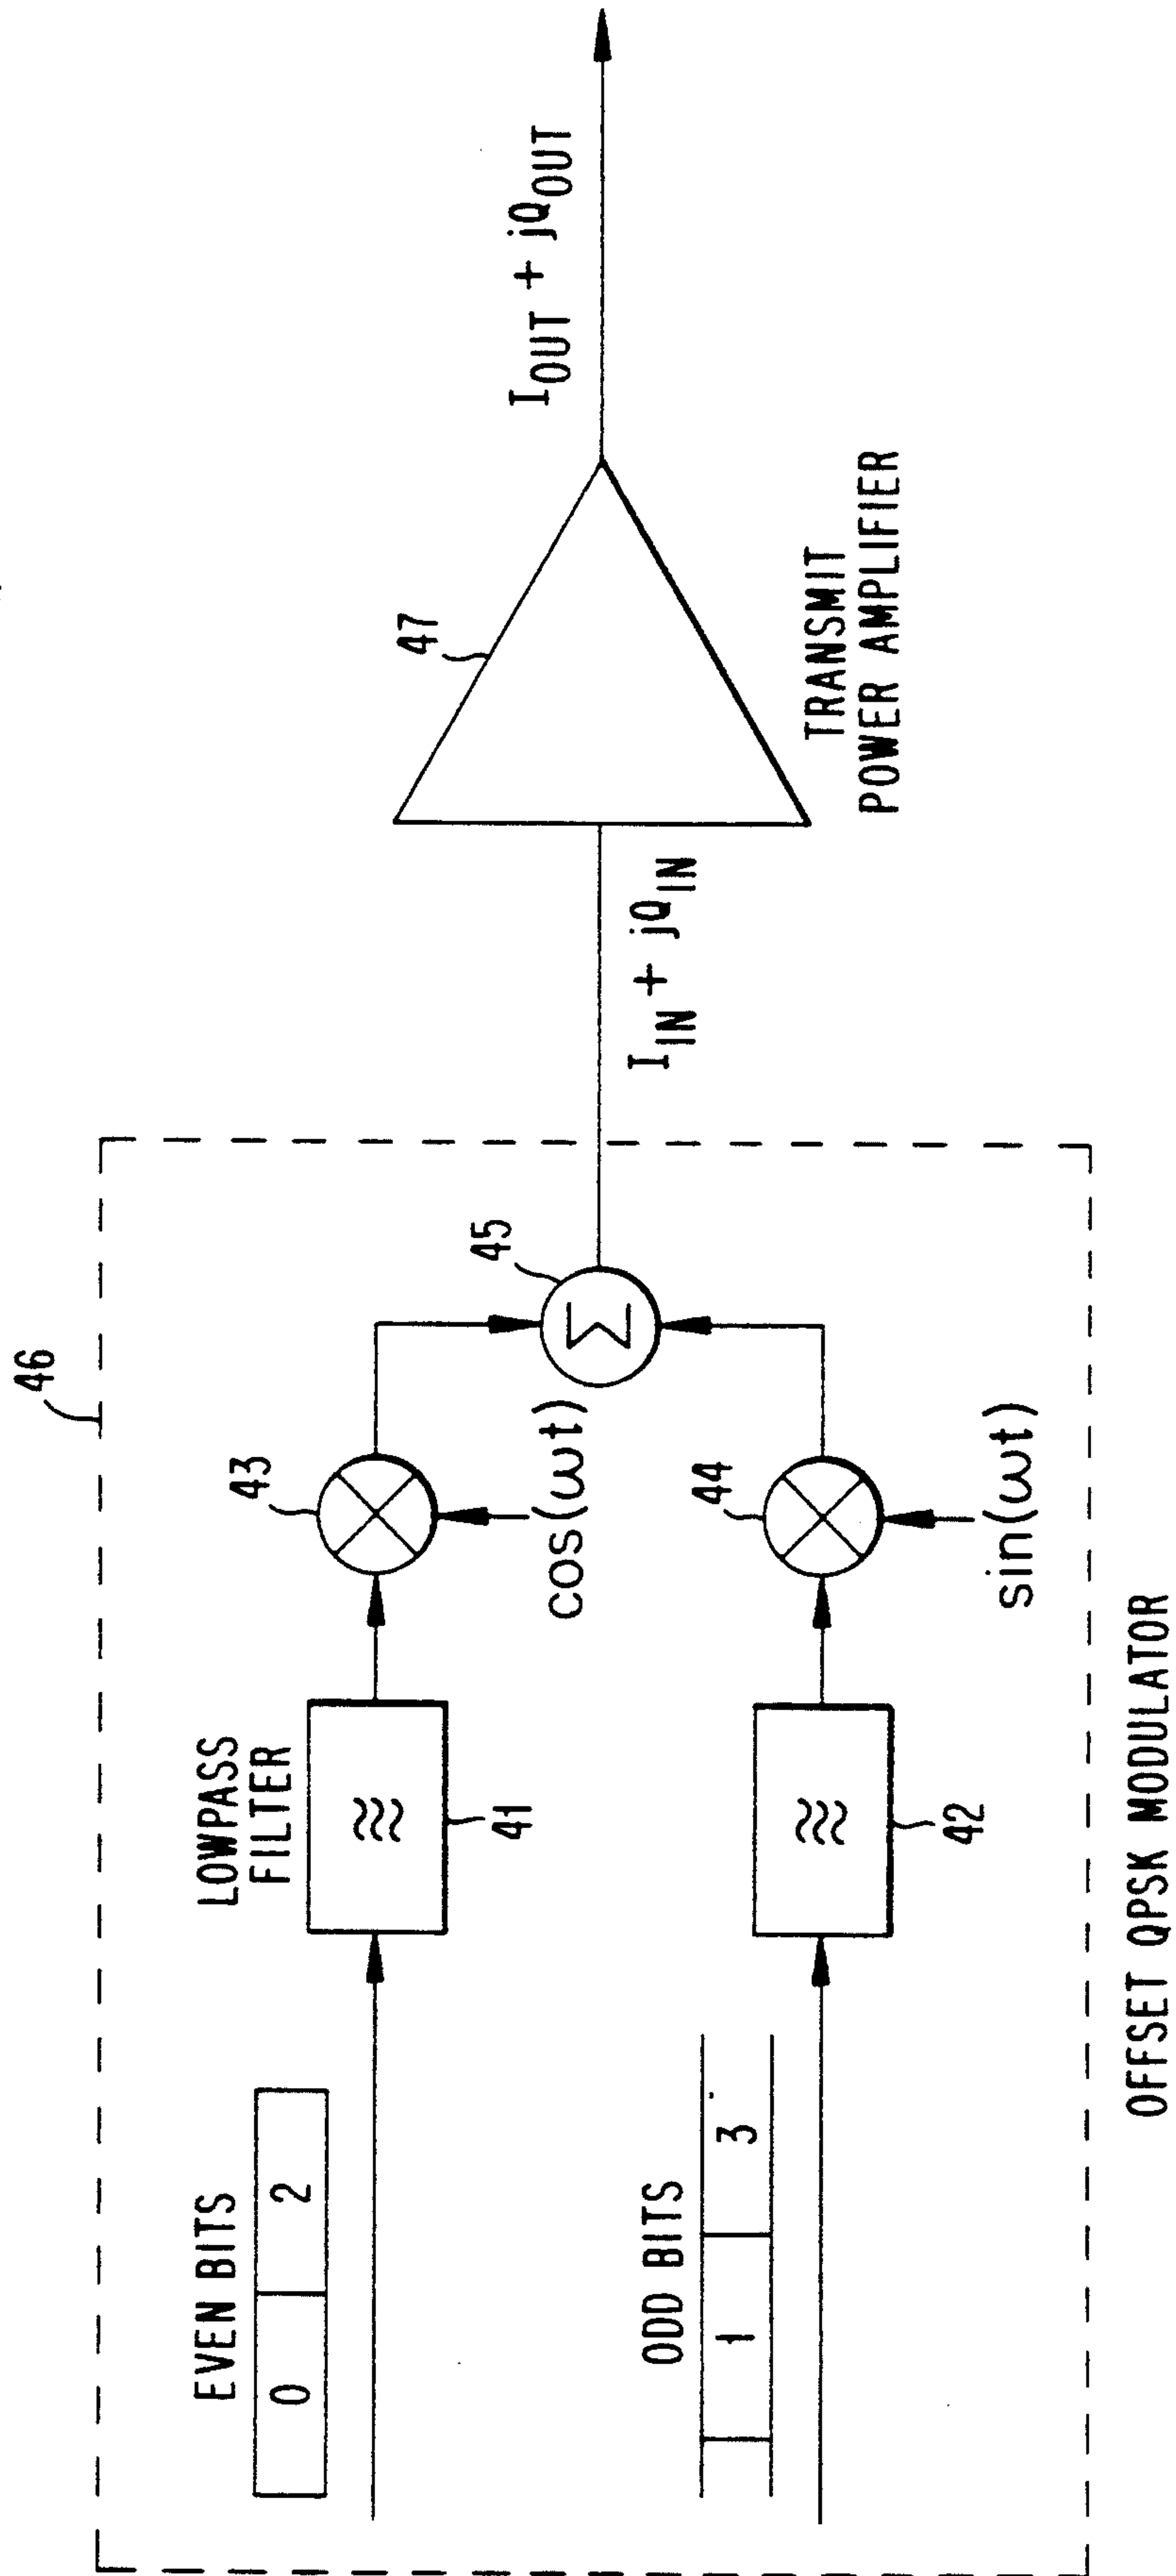 46
EVEN BITS
0 2
LOWPASS
FILTER
41
43
cos(ωt)
45
Σ
ODD BITS
1 3
42
44
sin(ωt)
OFFSET QPSK MODULATOR
I_IN + jQ_IN
47
TRANSMIT
POWER AMPLIFIER
I_OUT + jQ_OUT